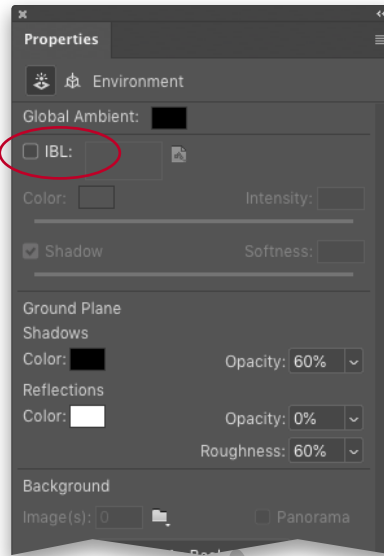 Properties
Environment
Global Ambient:
IBL:
Color: Intensity:
Shadow Softness:
Ground Plane
Shadows
Color: Opacity: 60%
Reflections
Color: Opacity: 0%
Roughness: 60%
Background
Image(s): 0 Panorama